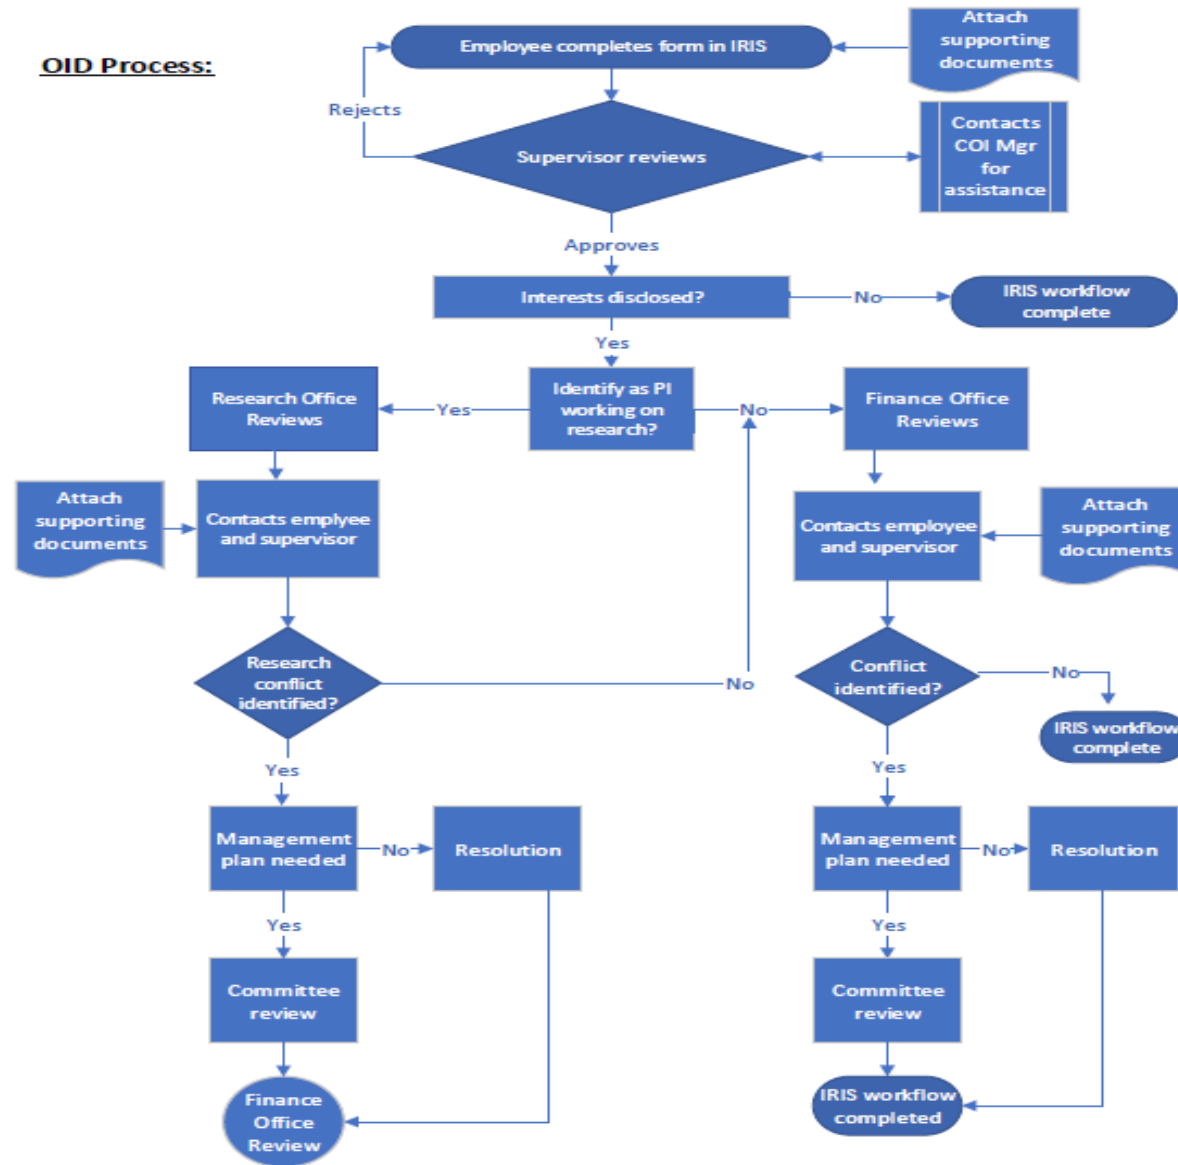 OID Process:
Employee completes form in IRIS
Attach
supporting
documents
Rejects
Supervisor reviews
Contacts
COI Mgr
for
assistance
Approves
Interests disclosed?
No
IRIS workflow
complete
Yes
Research Office
Reviews
Yes
Identify as PI
working on
research?
No
Finance Office
Reviews
Attach
supporting
documents
Contacts emplyee
and supervisor
Contacts employee
and supervisor
Attach
supporting
documents
Research
conflict
identified?
No
Conflict
identified?
No
IRIS workflow
complete
Yes
Yes
Management
plan needed
No
Resolution
Management
plan needed
No
Resolution
Yes
Yes
Committee
review
Committee
review
Finance
Office
Review
IRIS workflow
completed